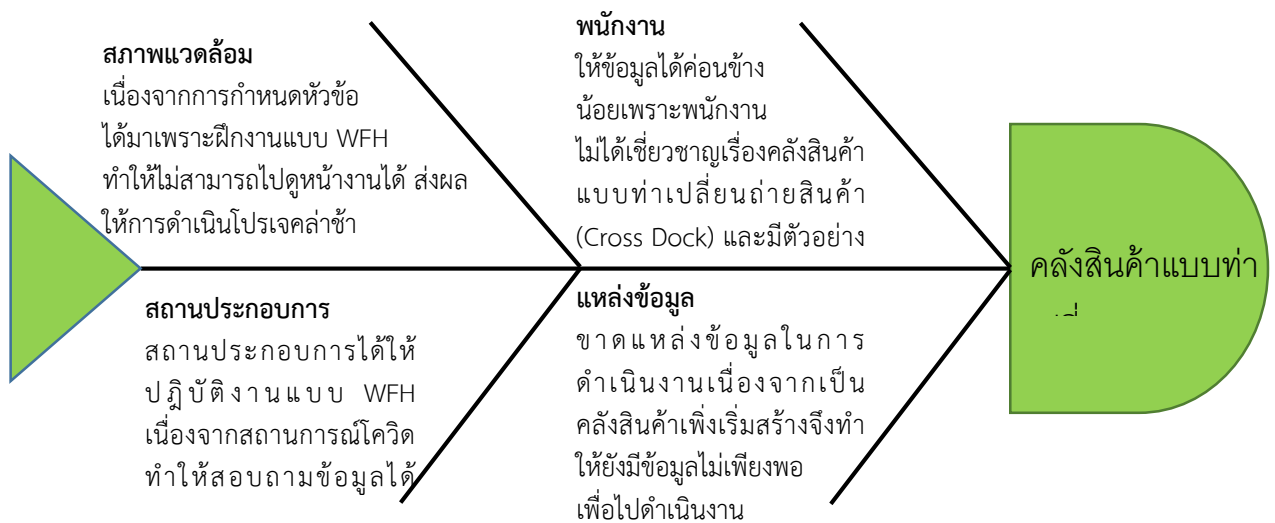 สภาพแวดล้อม
เนื่องจากการกำหนดหัวข้อ
ได้มาเพราะฝึกงานแบบ WFH
ทำให้ไม่สามารถไปดูหน้างานได้ ส่งผล
ให้การดำเนินโปรเจคล่าช้า
พนักงาน
ให้ข้อมูลได้ค่อนข้าง
น้อยเพราะพนักงาน
ไม่ได้เชี่ยวชาญเรื่องคลังสินค้า
แบบท่าเปลี่ยนถ่ายสินค้า
(Cross Dock) และมีตัวอย่าง
สถานประกอบการ
สถานประกอบการได้ให้
ปฎิบัติงานแบบ WFH
เนื่องจากสถานการณ์โควิด
ทำให้สอบถามข้อมูลได้
แหล่งข้อมูล
ขาดแหล่งข้อมูลในการ
ดำเนินงานเนื่องจากเป็น
คลังสินค้าเพิ่งเริ่มสร้างจึงทำ
ให้ยังมีข้อมูลไม่เพียงพอ
เพื่อไปดำเนินงาน
คลังสินค้าแบบท่า